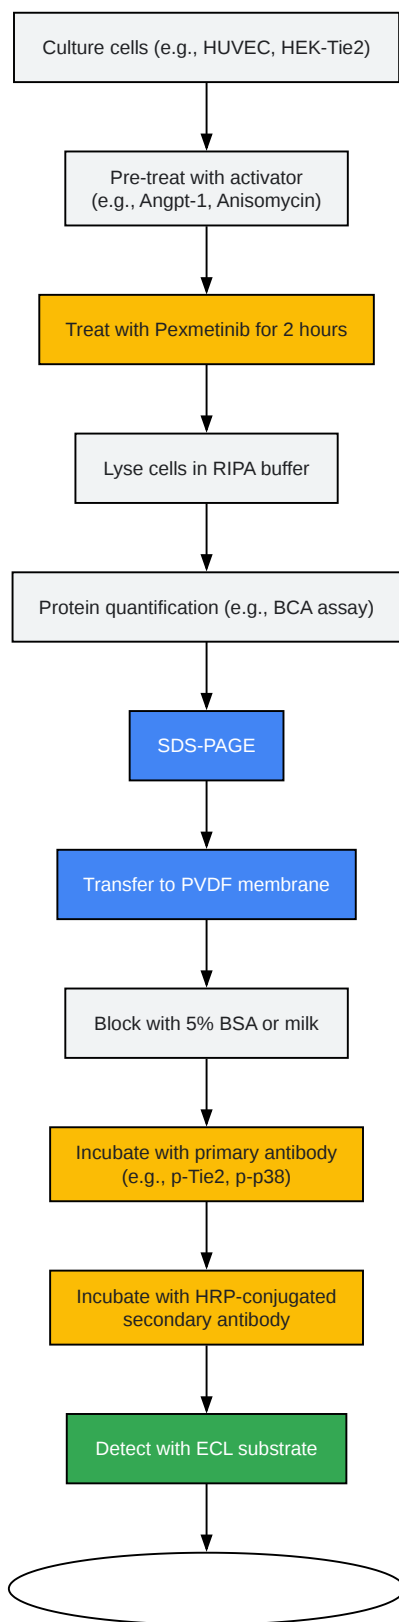 Culture cells (e.g., HUVEC, HEK-Tie2)
Pre-treat with activator
(e.g., Angpt-1, Anisomycin)
Treat with Pexmetinib for 2 hours
Lyse cells in RIPA buffer
Protein quantification (e.g., BCA assay)
SDS-PAGE
Transfer to PVDF membrane
Block with 5% BSA or milk
Incubate with primary antibody
(e.g., p-Tie2, p-p38)
Incubate with HRP-conjugated
secondary antibody
Detect with ECL substrate